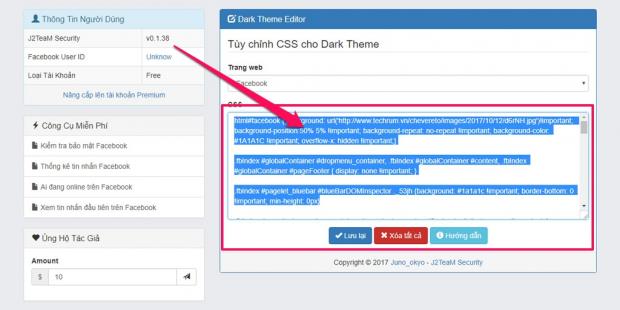 Thông Tin Người Dùng
J2TeaM Security v0.1.38
Facebook User ID Unknow
Loại Tài Khoản Free
Nâng cấp lên tài khoản Premium
Công Cụ Miễn Phí
Kiểm tra bảo mật Facebook
Thống kê tin nhắn Facebook
Ai đang online trên Facebook
Xem tin nhắn đầu tiên trên Facebook
Ủng Hộ Tác Giả
Amount
$ 10
Dark Theme Editor
Tùy chỉnh CSS cho Dark Theme
Trang web
Facebook
CSS
html#facebook { background: url('http://www.techrum.vn/chevereto/images/2017/10/12/d6rNH.jpg')!important;
background-position:50% 5% !important; background-repeat: no-repeat !important; background-color:
#1A1A1C !important; overflow-x: hidden !important;}
.fbIndex #globalContainer #dropmenu_container, .fbIndex #globalContainer #content, .fbIndex
#globalContainer #pageFooter { display: none !important; }
.fbIndex #pagelet_bluebar #blueBarDOMInspector ._53jh {background: #1a1a1c !important; border-bottom: 0
!important; min-height: 0px}
Lưu lại Xóa tất cả Hướng dẫn
Copyright © 2017 Juno_okyo - J2TeaM Security